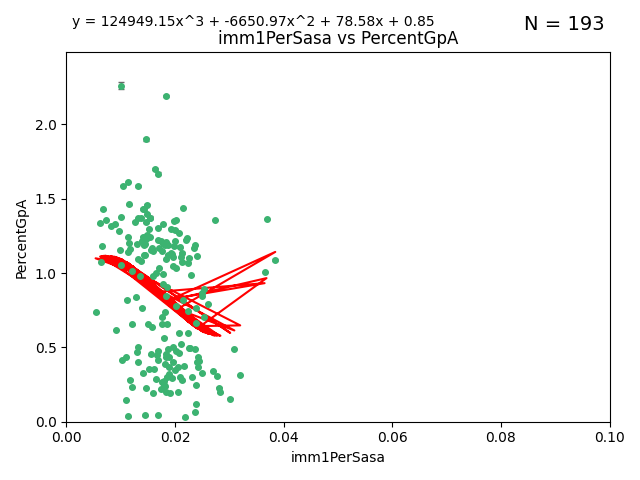 y = 124949.15x^3 + -6650.97x^2 + 78.58x + 0.85
N = 193
imm1PerSasa vs PercentGpA
PercentGpA
2.0
1.5
1.0
0.5
0.0
0.00 0.02 0.04 0.06 0.08 0.10
imm1PerSasa